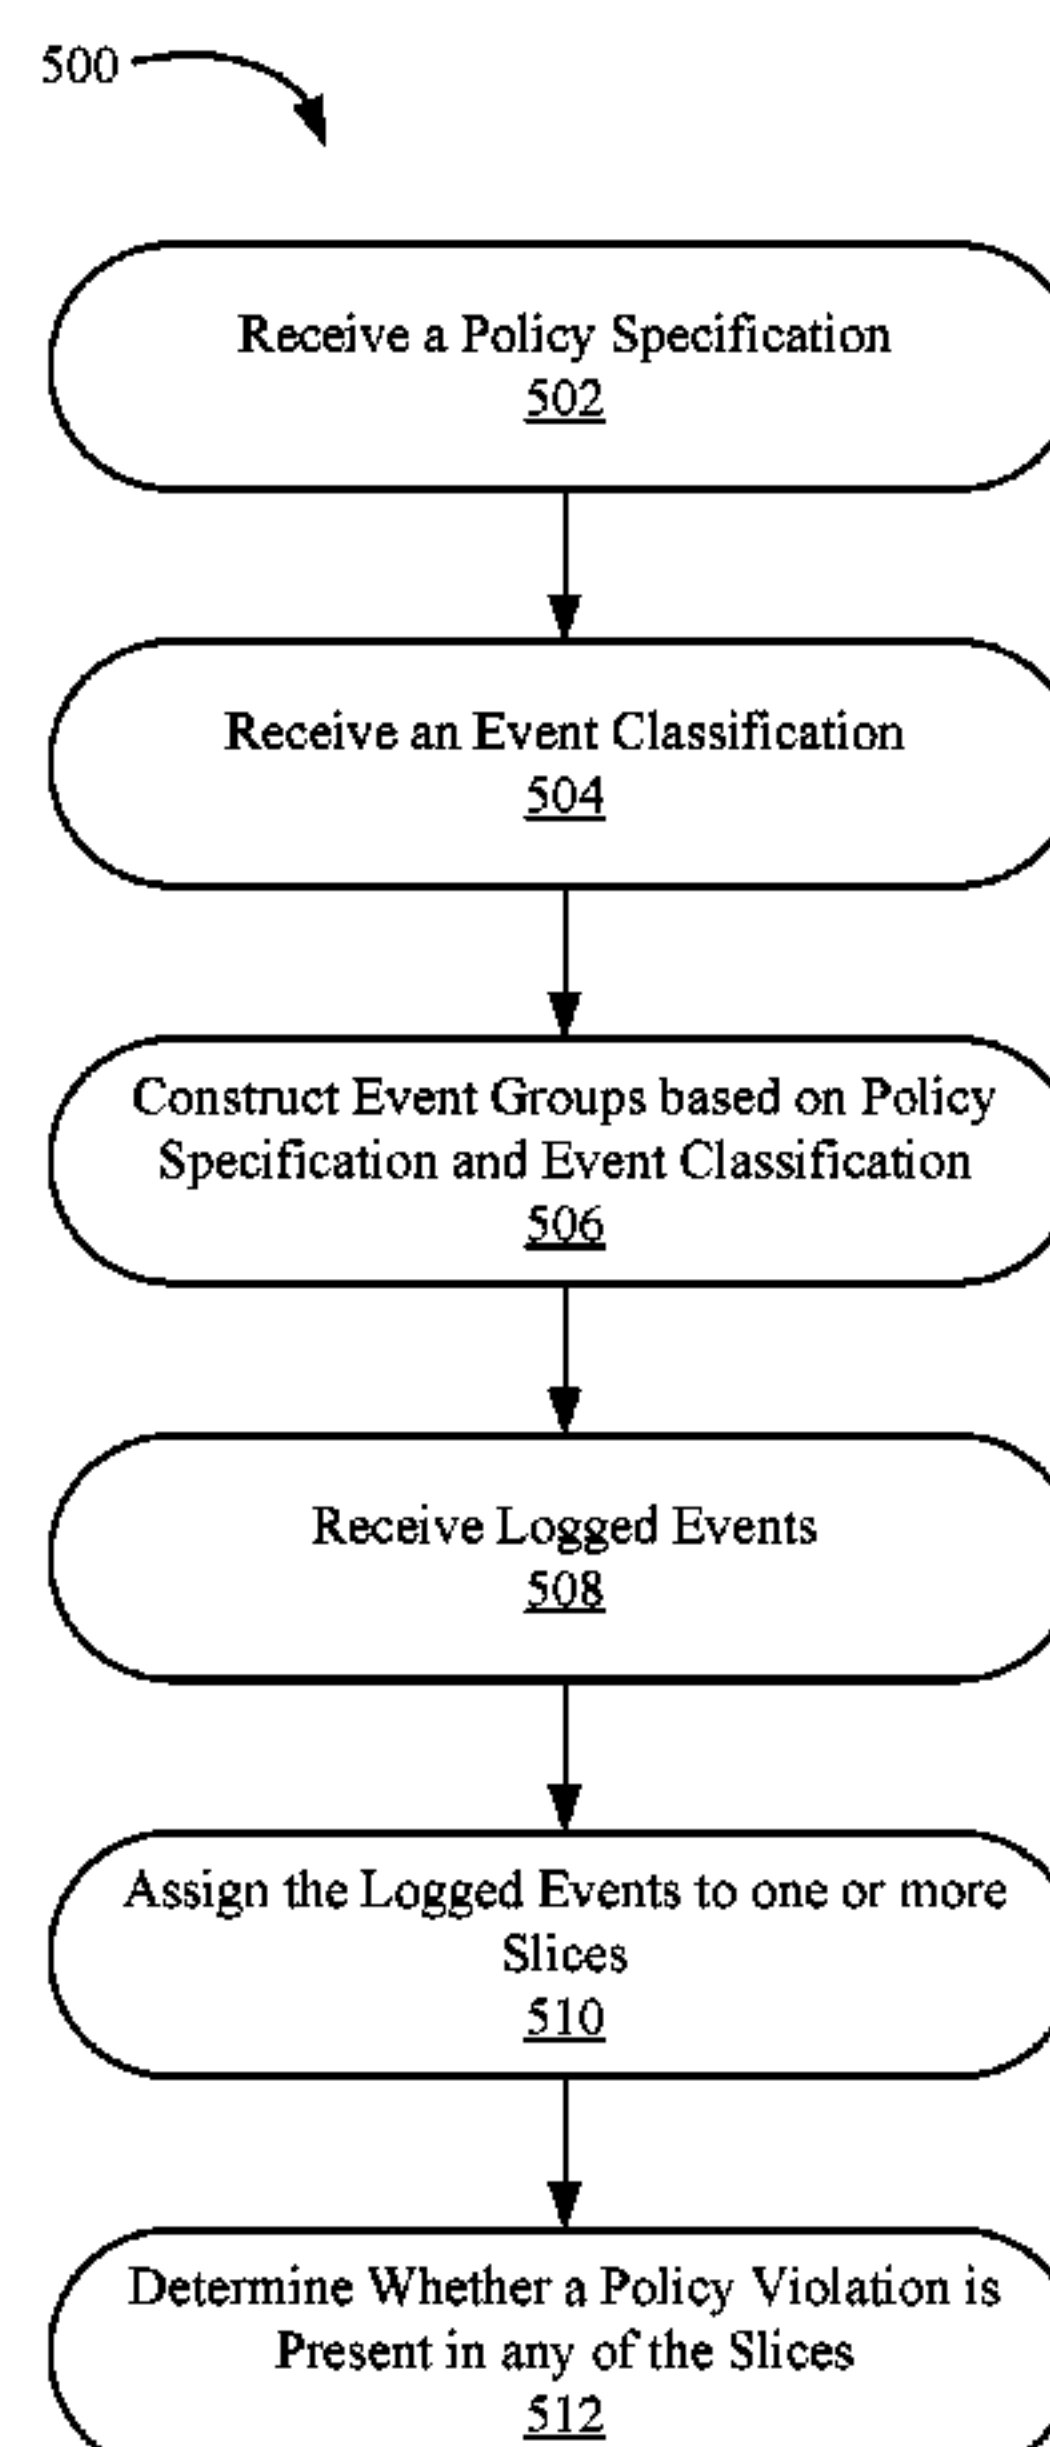 500
Receive a Policy Specification
502
Receive an Event Classification
504
Construct Event Groups based on Policy
Specification and Event Classification
506
Receive Logged Events
508
Assign the Logged Events to one or more
Slices
510
Determine Whether a Policy Violation is
Present in any of the Slices
512